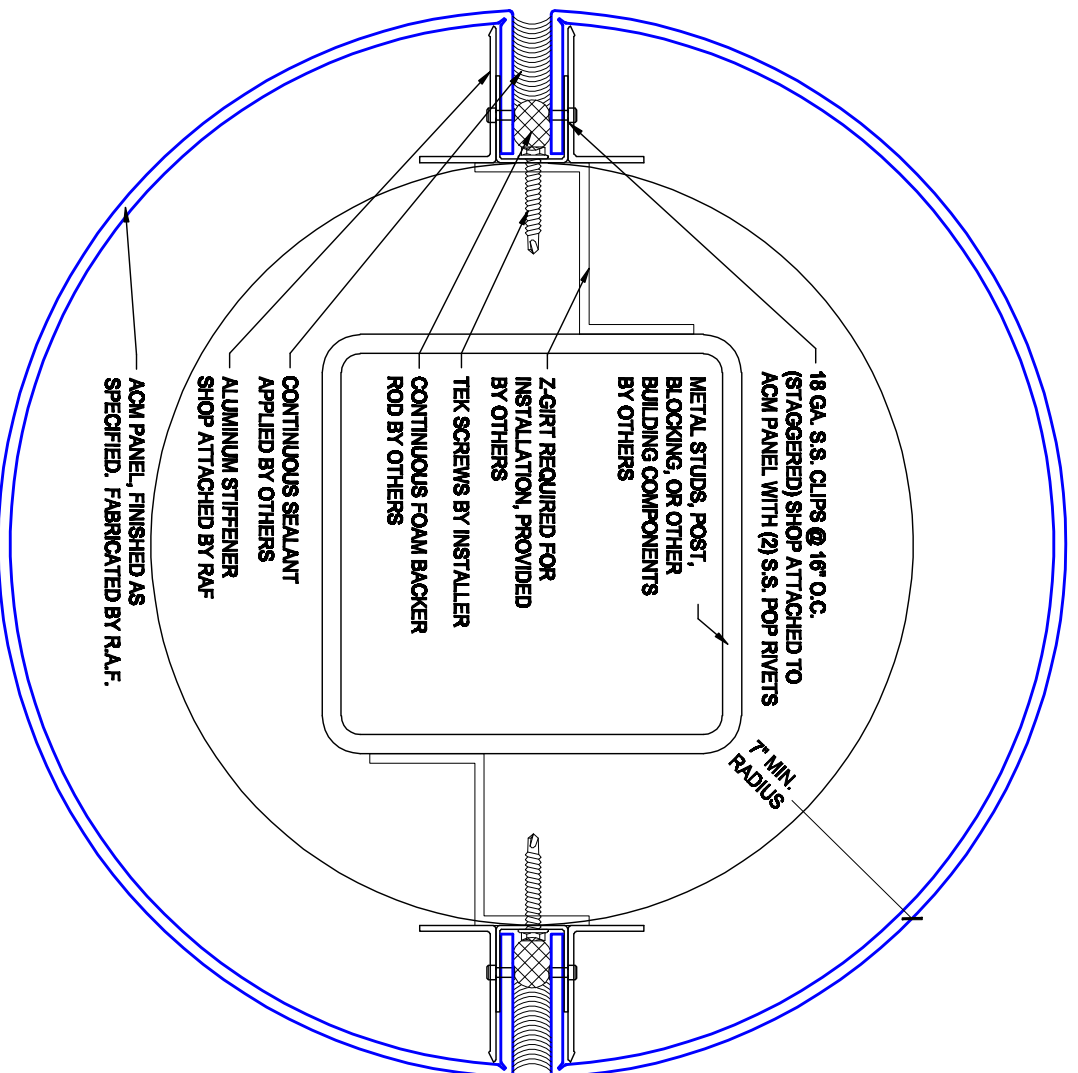 18 GA. S.S. CLIPS @ 16" O.C.
(STAGGERED) SHOP ATTACHED TO
ACM PANEL WITH (2) S.S. POP RIVETS
7" MIN.
RADIUS
METAL STUDS, POST,
BLOCKING, OR OTHER
BUILDING COMPONENTS
BY OTHERS
Z-GIRT REQUIRED FOR
INSTALLATION, PROVIDED
BY OTHERS
TEK SCREWS BY INSTALLER
CONTINUOUS FOAM BACKER
ROD BY OTHERS
CONTINUOUS SEALANT
APPLIED BY OTHERS
ALUMINUM STIFFENER
SHOP ATTACHED BY RAF
ACM PANEL, FINISHED AS
SPECIFIED. FABRICATED BY R.A.F.